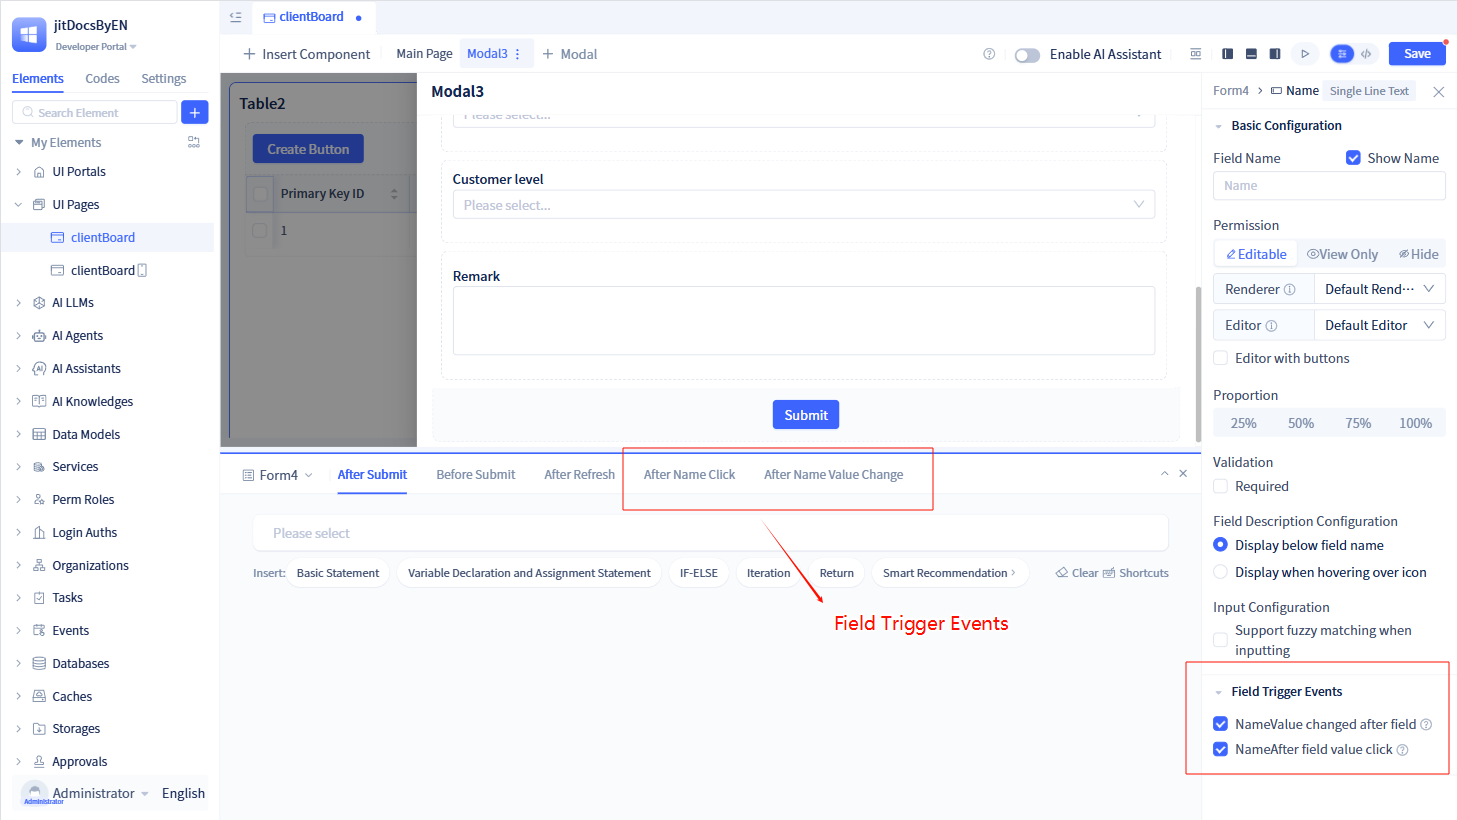 jitDocsByEN
Developer Portal
Elements Codes Settings
Search Element
My Elements
UI Portals
UI Pages
clientBoard
clientBoard
AI LLMs
AI Agents
AI Assistants
AI Knowledges
Data Models
Services
Perm Roles
Login Auths
Organizations
Tasks
Events
Databases
Caches
Storages
Approvals
Administrator
Administrator
English
clientBoard
Insert Component Main Page Modal3 Modal
Enable AI Assistant
Save
Table2
Create Button
Primary Key ID
1
Modal3
Please select...
Customer level
Please select...
Remark
Submit
Form4 After Submit Before Submit After Refresh After Name Click After Name Value Change
Please select
Insert: Basic Statement Variable Declaration and Assignment Statement IF-ELSE Iteration Return Smart Recommendation Clear Shortcuts
Field Trigger Events
Form4 > Name Single Line Text
Basic Configuration
Field Name Show Name
Name
Permission
Editable View Only Hide
Renderer Default Rend···
Editor Default Editor
Editor with buttons
Proportion
25% 50% 75% 100%
Validation
Required
Field Description Configuration
Display below field name
Display when hovering over icon
Input Configuration
Support fuzzy matching when
inputting
Field Trigger Events
NameValue changed after field
NameAfter field value click